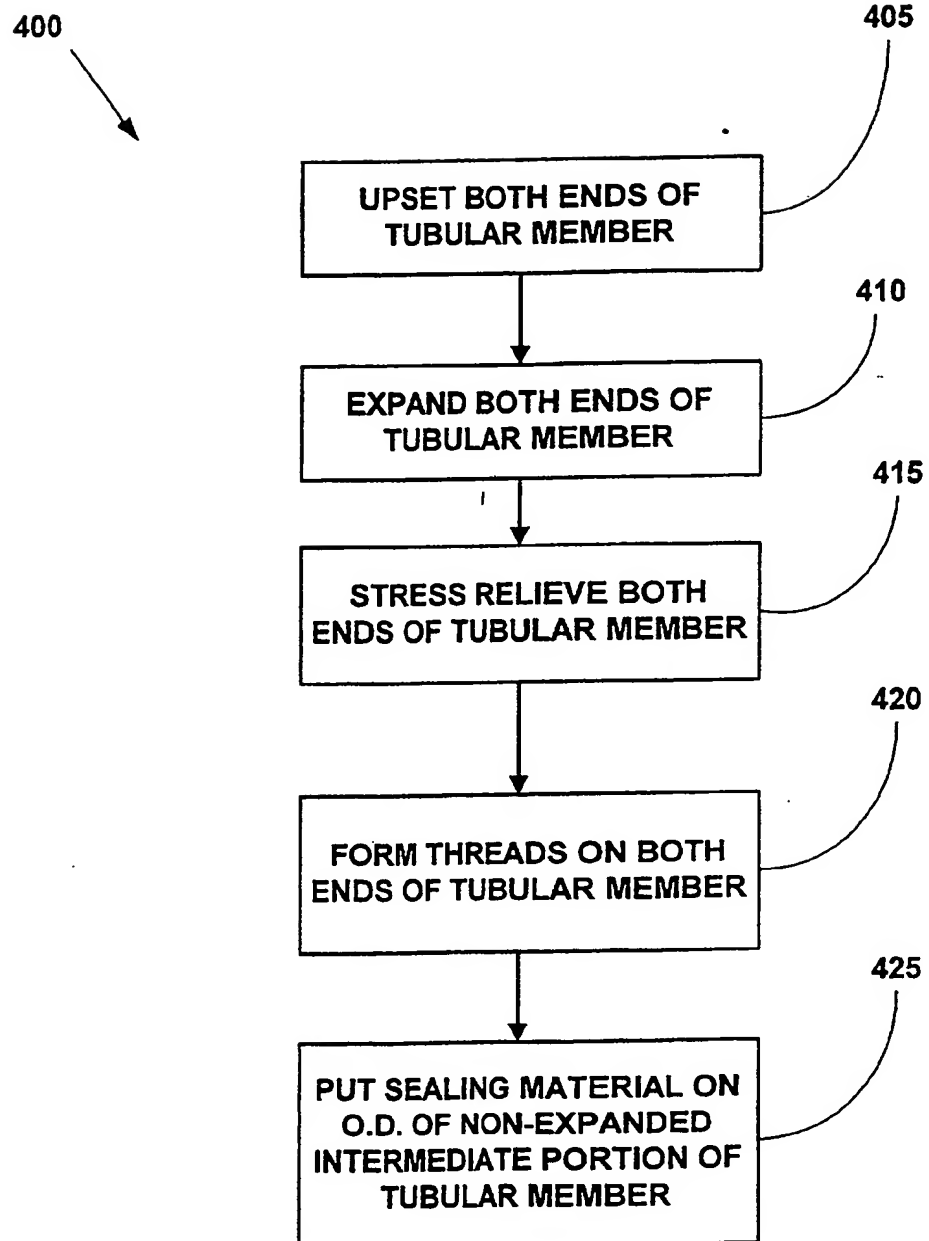 400
405
UPSET BOTH ENDS OF
TUBULAR MEMBER
410
EXPAND BOTH ENDS OF
TUBULAR MEMBER
415
STRESS RELIEVE BOTH
ENDS OF TUBULAR MEMBER
420
FORM THREADS ON BOTH
ENDS OF TUBULAR MEMBER
425
PUT SEALING MATERIAL ON
O.D. OF NON-EXPANDED
INTERMEDIATE PORTION OF
TUBULAR MEMBER